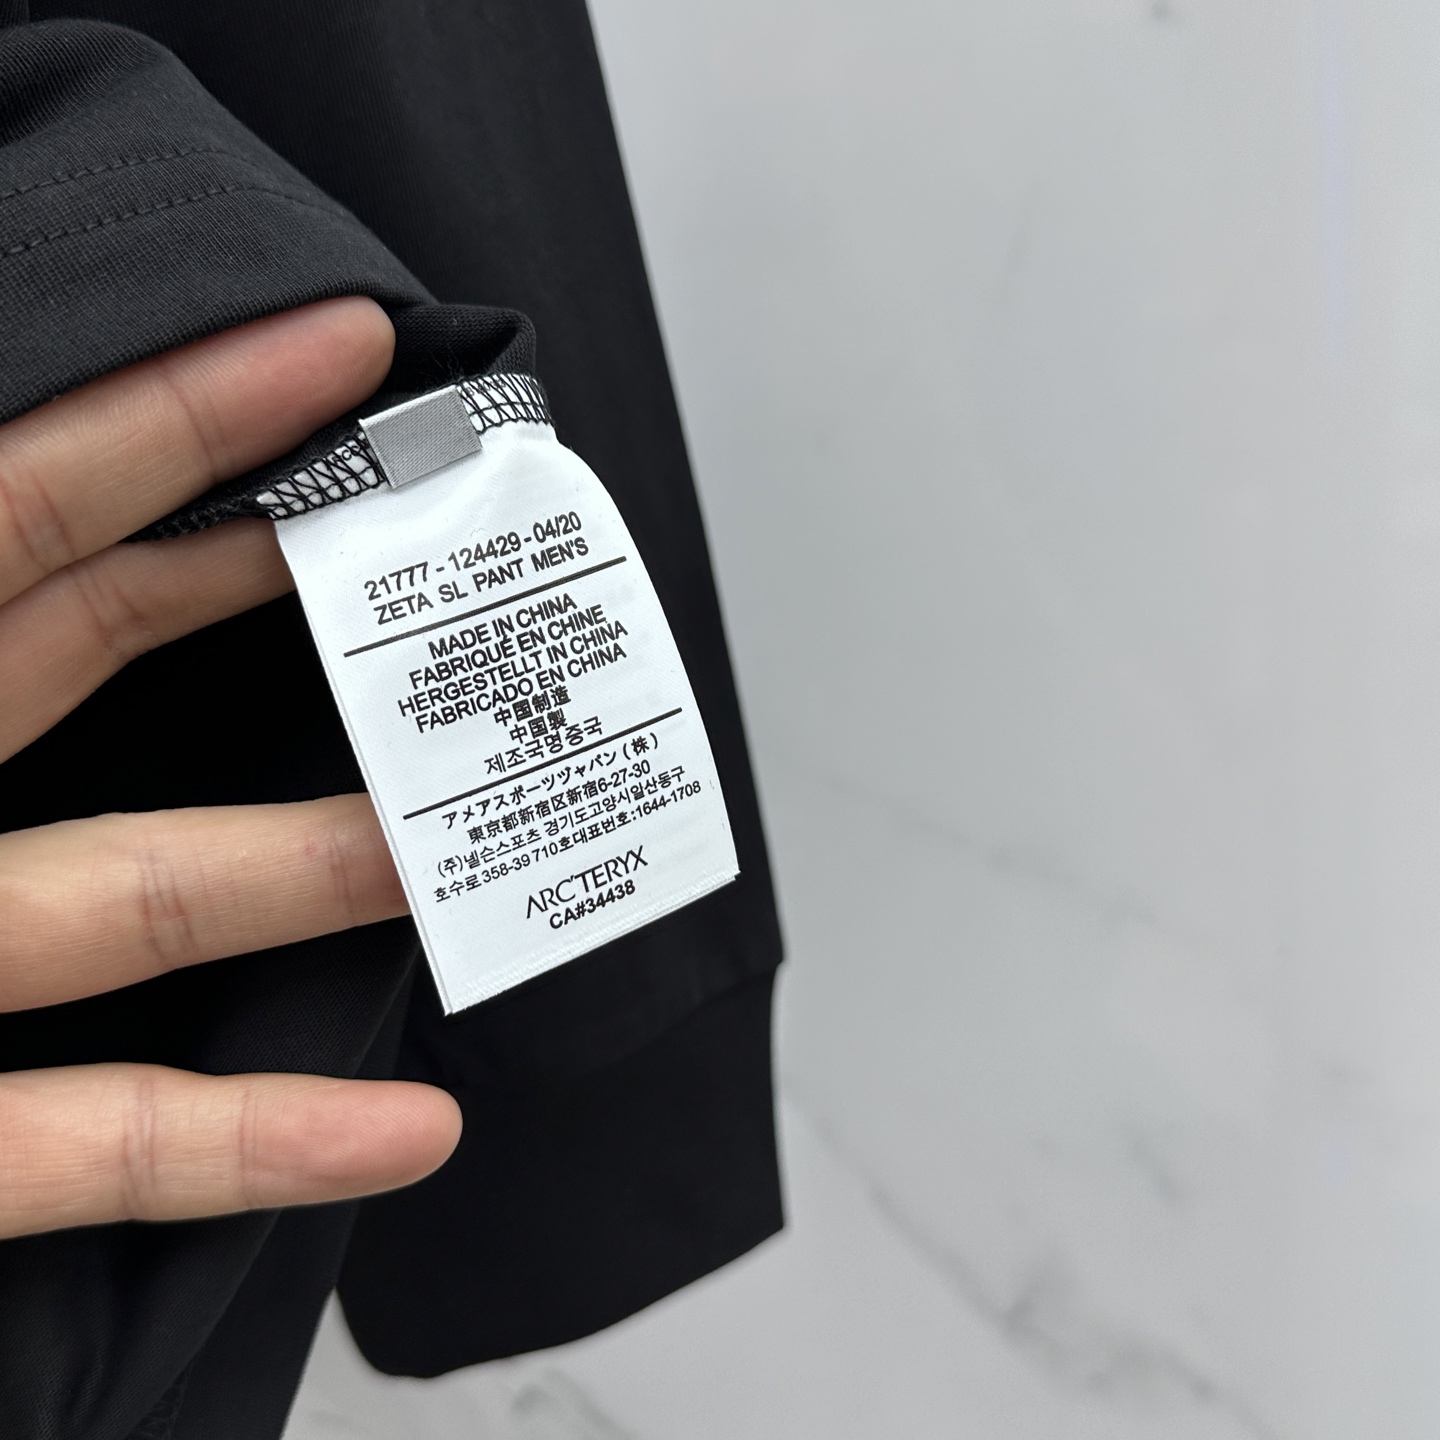 21777 - 124429 - 04/20
ZETA SL PANT MEN'S
MADE IN CHINA
FABRIQUÉ EN CHINE
HERGESTELLT IN CHINA
FABRICADO EN CHINA
中国制造
中国製
제조국명중국
アメアスポーツヅャパン (株)
東京都新宿区新宿6-27-30
(주)넬슨스포츠 경기도고양시일산동구
호수로358-39 710호대표번호:1644-1708
ARC'TERYX
CA#34438